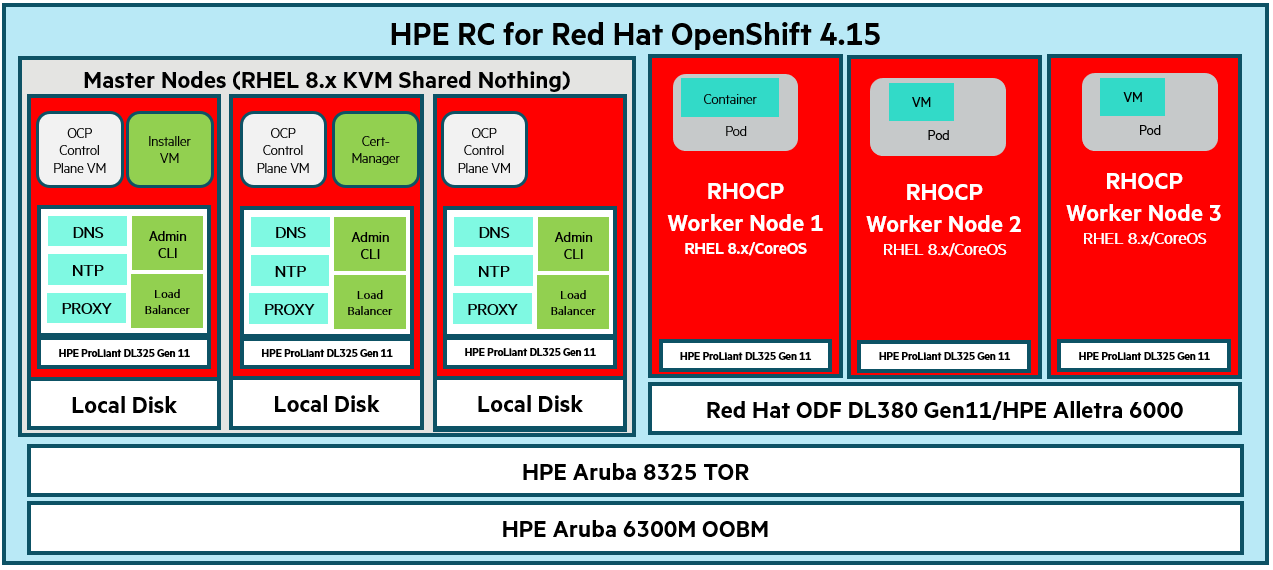 HPE RC for Red Hat OpenShift 4.15
Master Nodes (RHEL 8.x KVM Shared Nothing)
OCP
Control
Plane VM
Installer
VM
DNS
NTP
PROXY
Admin
CLI
Load
Balancer
HPE ProLiant DL325 Gen 11
Local Disk
OCP
Control
Plane VM
Cert-
Manager
DNS
NTP
PROXY
Admin
CLI
Load
Balancer
HPE ProLiant DL325 Gen 11
Local Disk
OCP
Control
Plane VM
DNS
NTP
PROXY
Admin
CLI
Load
Balancer
HPE ProLiant DL325 Gen 11
Local Disk
Container
Pod
RHOCP
Worker Node 1
RHEL 8.x/CoreOS
HPE ProLiant DL325 Gen 11
VM
Pod
RHOCP
Worker Node 2
RHEL 8.x/CoreOS
HPE ProLiant DL325 Gen 11
VM
Pod
RHOCP
Worker Node 3
RHEL 8.x/CoreOS
HPE ProLiant DL325 Gen 11
Red Hat ODF DL380 Gen11/HPE Alletra 6000
HPE Aruba 8325 TOR
HPE Aruba 6300M OOBM